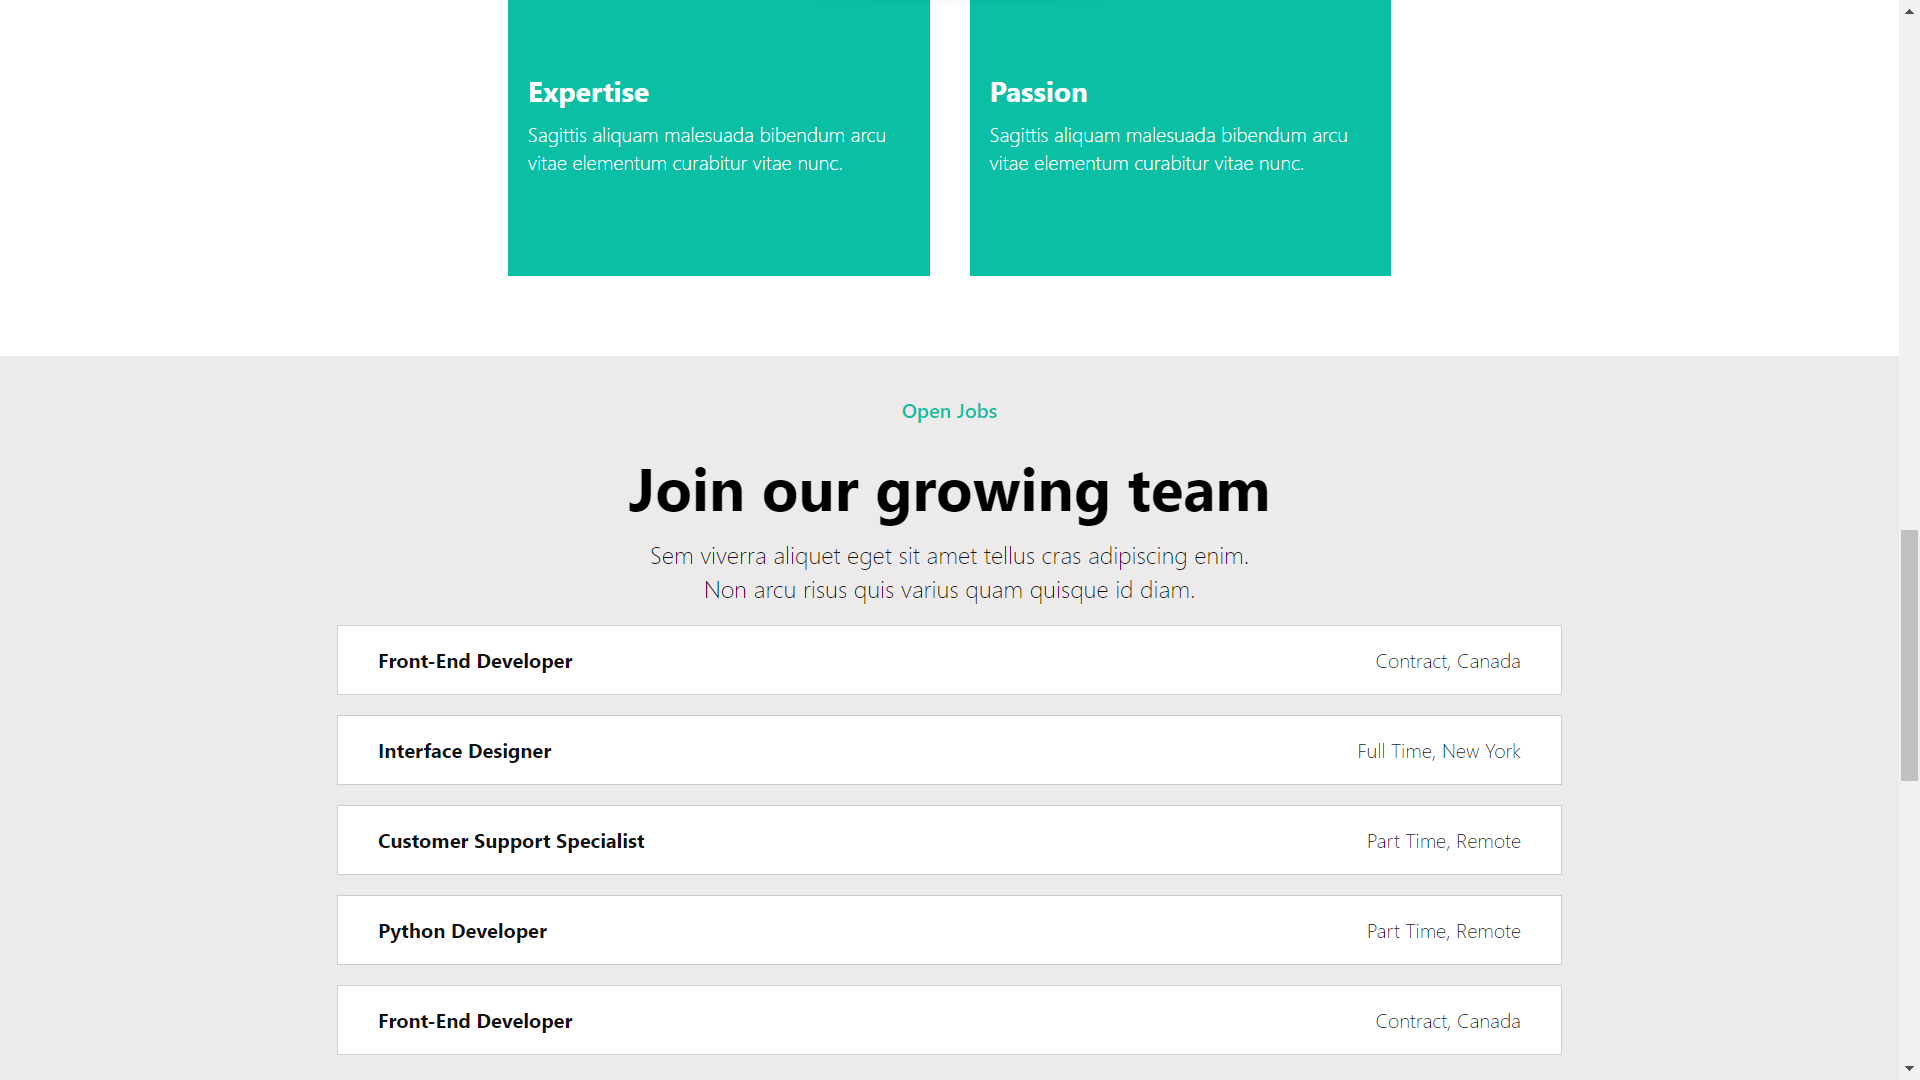 Expertise
Sagittis aliquam malesuada bibendum arcu
vitae elementum curabitur vitae nunc.
Passion
Sagittis aliquam malesuada bibendum arcu
vitae elementum curabitur vitae nunc.
Open Jobs
Join our growing team
Sem viverra aliquet eget sit amet tellus cras adipiscing enim.
Non arcu risus quis varius quam quisque id diam.
Front-End Developer
Contract, Canada
Interface Designer
Full Time, New York
Customer Support Specialist
Part Time, Remote
Python Developer
Part Time, Remote
Front-End Developer
Contract, Canada